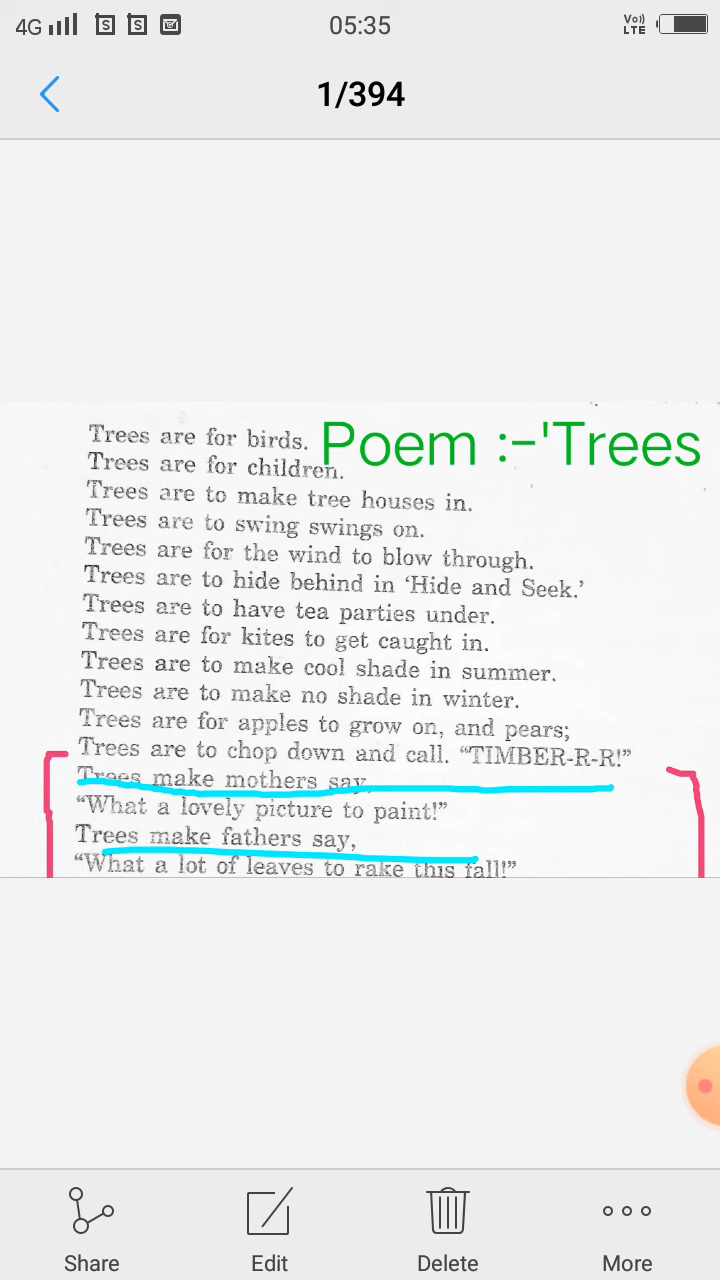 4G 05:35 Vo)) LTE
1/394
Poem :-'Trees
Trees are for birds.
Trees are for children.
Trees are to make tree houses in.
Trees are to swing swings on.
Trees are for the wind to blow through.
Trees are to hide behind in ‘Hide and Seek.’
Trees are to have tea parties under.
Trees are for kites to get caught in.
Trees are to make cool shade in summer.
Trees are to make no shade in winter.
Trees are for apples to grow on, and pears;
Trees are to chop down and call. “TIMBER-R-R!”
Trees make mothers say,
“What a lovely picture to paint!”
Trees make fathers say,
“What a lot of leaves to rake this fall!”
Share Edit Delete More